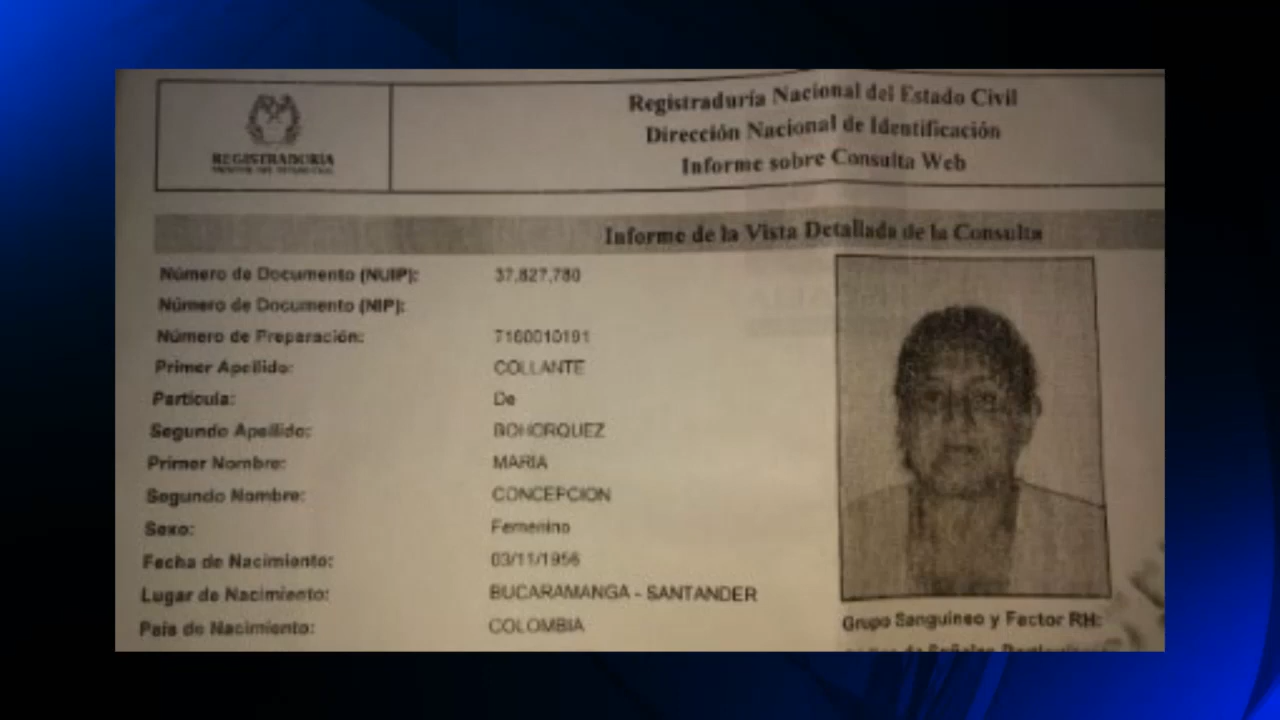 REGISTRADURÍA
Registraduría Nacional del Estado Civil
Dirección Nacional de Identificación
Informe sobre Consulta Web
Informe de la Vista Detallada de la Consulta
Número de Documento (NUIP): 37,827,780
Número de Documento (NIP):
Número de Preparación: 7160010191
Primer Apellido: COLLANTE
Partícula: De
Segundo Apellido: BOHORQUEZ
Primer Nombre: MARIA
Segundo Nombre: CONCEPCION
Sexo: Femenino
Fecha de Nacimiento: 03/11/1956
Lugar de Nacimiento: BUCARAMANGA - SANTANDER
País de Nacimiento: COLOMBIA
Grupo Sanguineo y Factor RH: